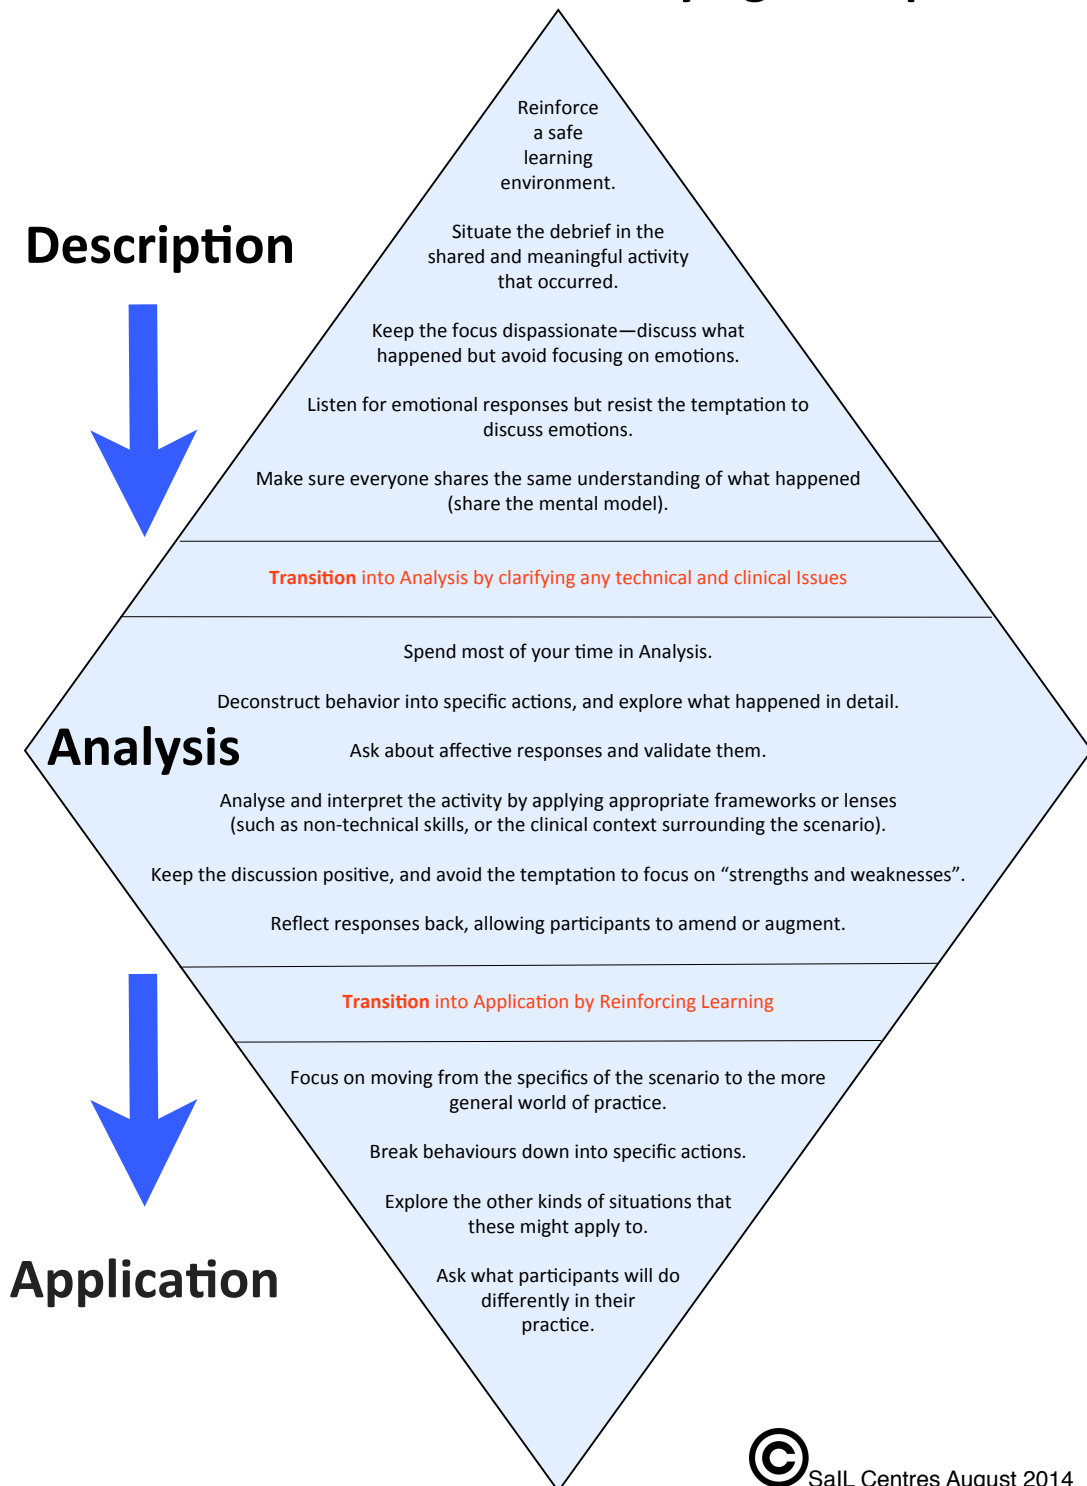 Reinforce
a safe
learning
environment.
Situate the debrief in the
shared and meaningful activity
that occurred.
Description
Keep the focus dispassionate—discuss what
happened but avoid focusing on emotions.
Listen for emotional responses but resist the temptation to
discuss emotions.
Make sure everyone shares the same understanding of what happened
(share the mental model).
Transition into Analysis by clarifying any technical and clinical Issues
Spend most of your time in Analysis.
Deconstruct behavior into specific actions, and explore what happened in detail.
Analysis
Ask about affective responses and validate them.
Analyse and interpret the activity by applying appropriate frameworks or lenses
(such as non-technical skills, or the clinical context surrounding the scenario).
Keep the discussion positive, and avoid the temptation to focus on “strengths and weaknesses”.
Reflect responses back, allowing participants to amend or augment.
Transition into Application by Reinforcing Learning
Focus on moving from the specifics of the scenario to the more
general world of practice.
Break behaviours down into specific actions.
Explore the other kinds of situations that
these might apply to.
Application
Ask what participants will do
differently in their
practice.
© SaIL Centres August 2014